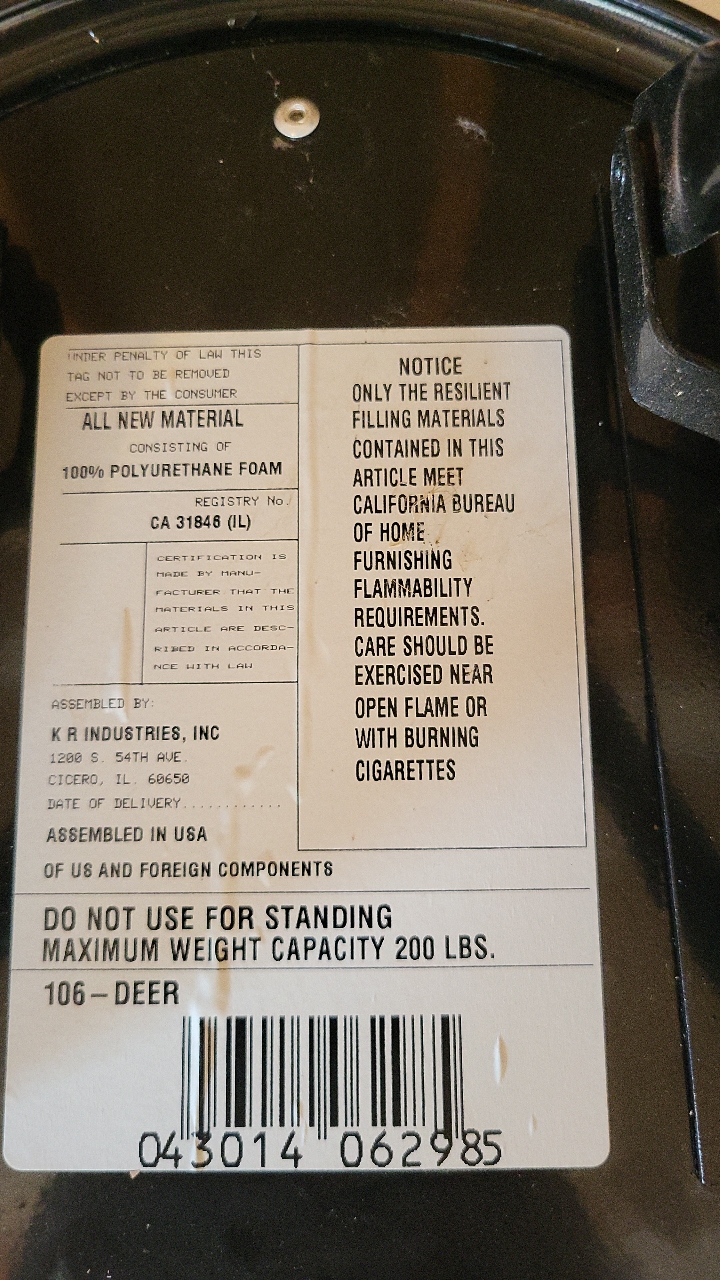 UNDER PENALTY OF LAW THIS
TAG NOT TO BE REMOVED
EXCEPT BY THE CONSUMER
ALL NEW MATERIAL
CONSISTING OF
100% POLYURETHANE FOAM
REGISTRY No.
CA 31846 (IL)
CERTIFICATION IS
MADE BY MANU-
FACTURER THAT THE
MATERIALS IN THIS
ARTICLE ARE DESC-
RIBED IN ACCORDA-
NCE WITH LAW
ASSEMBLED BY:
K R INDUSTRIES, INC
1200 S. 54TH AVE.
CICERO, IL. 60650
DATE OF DELIVERY............
ASSEMBLED IN USA
OF US AND FOREIGN COMPONENTS
NOTICE
ONLY THE RESILIENT
FILLING MATERIALS
CONTAINED IN THIS
ARTICLE MEET
CALIFORNIA BUREAU
OF HOME
FURNISHING
FLAMMABILITY
REQUIREMENTS.
CARE SHOULD BE
EXERCISED NEAR
OPEN FLAME OR
WITH BURNING
CIGARETTES
DO NOT USE FOR STANDING
MAXIMUM WEIGHT CAPACITY 200 LBS.
106-DEER
043014 062985